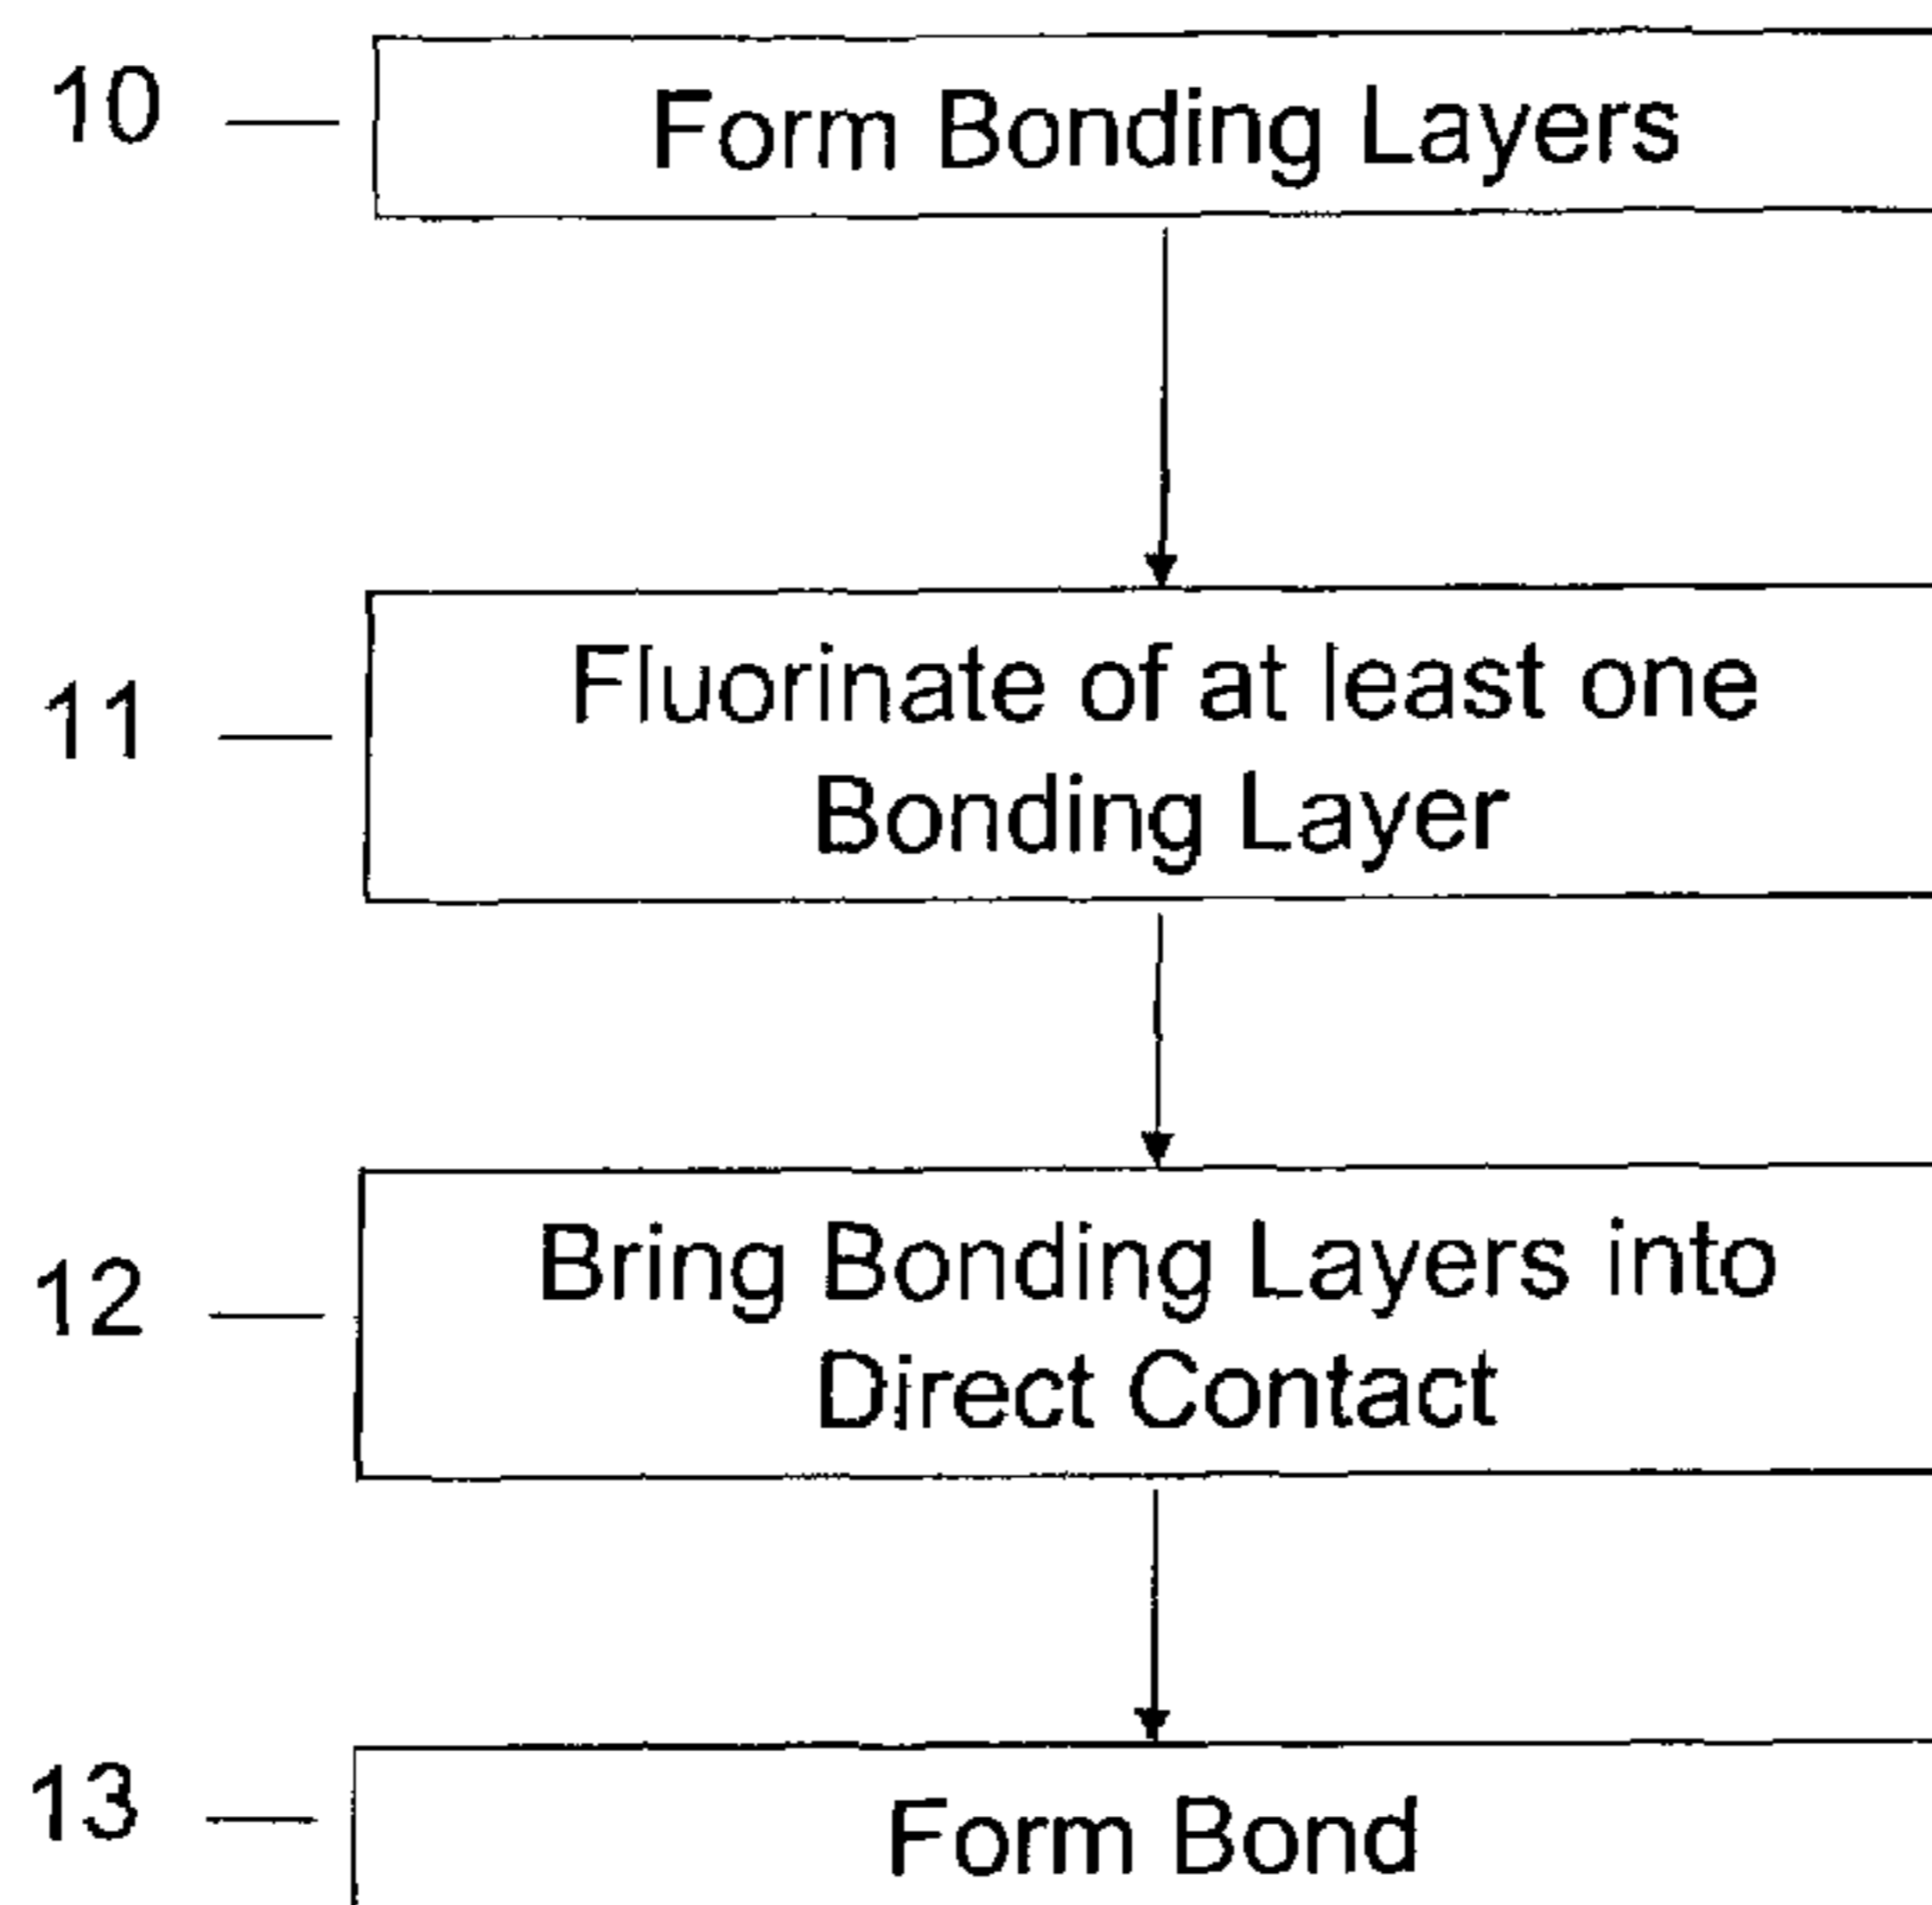 10
Form Bonding Layers
11
Fluorinate of at least one
Bonding Layer
12
Bring Bonding Layers into
Direct Contact
13
Form Bond